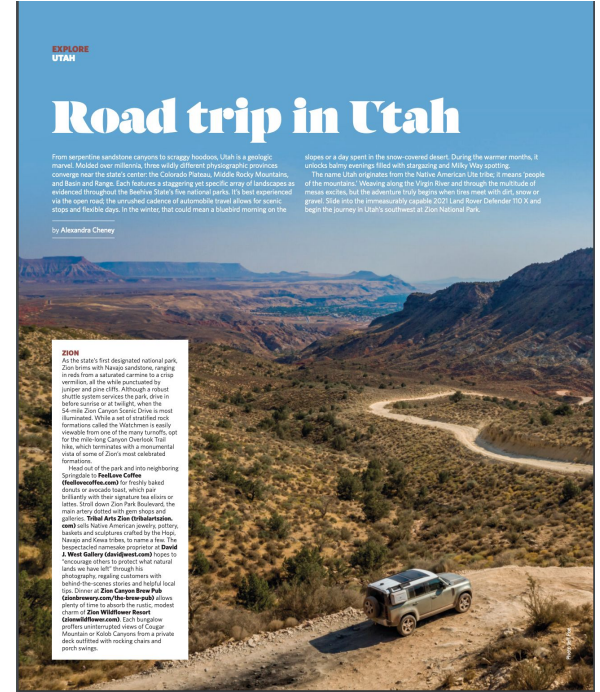 EXPLORE
UTAH
Road trip in Utah
From serpentine sandstone canyons to scraggy hoodoos, Utah is a geologic
marvel. Molded over millennia, three wildly different physiographic provinces
converge near the state's center: the Colorado Plateau, Middle Rocky Mountains,
and Basin and Range. Each features a staggering yet specific array of landscapes as
evidenced throughout the Beehive State's five national parks. It's best experienced
via the open road; the unrushed cadence of automobile travel allows for scenic
stops and flexible days. In the winter, that could mean a bluebird morning on the
slopes or a day spent in the snow-covered desert. During the warmer months, it
unlocks balmy evenings filled with stargazing and Milky Way spotting.
The name Utah originates from the Native American Ute tribe; it means 'people
of the mountains.' Weaving along the Virgin River and through the multitude of
mesas excites, but the adventure truly begins when tires meet with dirt, snow or
gravel. Slide into the immeasurably capable 2021 Land Rover Defender 110 X and
begin the journey in Utah's southwest at Zion National Park.
by Alexandra Cheney
ZION
As the state's first designated national park,
Zion brims with Navajo sandstone, ranging
in reds from a saturated carmine to a crisp
vermilion, all the while punctuated by
juniper and pine cliffs. Although a robust
shuttle system services the park, drive in
before sunrise or at twilight, when the
54-mile Zion Canyon Scenic Drive is most
illuminated. While a set of stratified rock
formations called the Watchmen is easily
viewable from one of the many turnoffs, opt
for the mile-long Canyon Overlook Trail
hike, which terminates with a monumental
vista of some of Zion's most celebrated
formations.
Head out of the park and into neighboring
Springdale to FeelLove Coffee
(feellovecoffee.com) for freshly baked
donuts or avocado toast, which pair
brilliantly with their signature tea elixirs or
lattes. Stroll down Zion Park Boulevard, the
main artery dotted with gem shops and
galleries. Tribal Arts Zion (tribalartszion.
com) sells Native American jewelry, pottery,
baskets and sculptures crafted by the Hopi,
Navajo and Kewa tribes, to name a few. The
bespectacled namesake proprietor at David
J. West Gallery (davidjwest.com) hopes to
"encourage others to protect what natural
lands we have left" through his
photography, regaling customers with
behind-the-scenes stories and helpful local
tips. Dinner at Zion Canyon Brew Pub
(zionbrewery.com/the-brew-pub) allows
plenty of time to absorb the rustic, modest
charm of Zion Wildflower Resort
(zionwildflower.com). Each bungalow
proffers uninterrupted views of Cougar
Mountain or Kolob Canyons from a private
deck outfitted with rocking chairs and
porch swings.